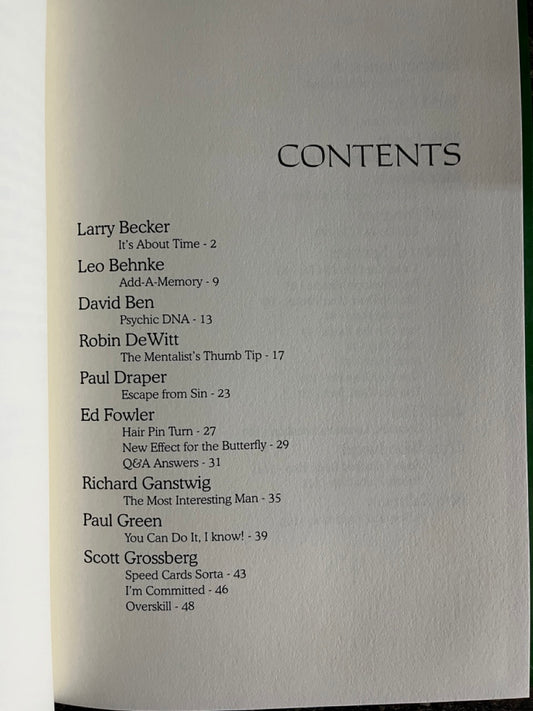 CONTENTS
Larry Becker
It's About Time - 2
Leo Behnke
Add-A-Memory - 9
David Ben
Psychic DNA - 13
Robin DeWitt
The Mentalist's Thumb Tip - 17
Paul Draper
Escape from Sin - 23
Ed Fowler
Hair Pin Turn - 27
New Effect for the Butterfly - 29
Q&A Answers - 31
Richard Ganstwig
The Most Interesting Man - 35
Paul Green
You Can Do It, I know! - 39
Scott Grossberg
Speed Cards Sorta - 43
I'm Committed - 46
Overskill - 48